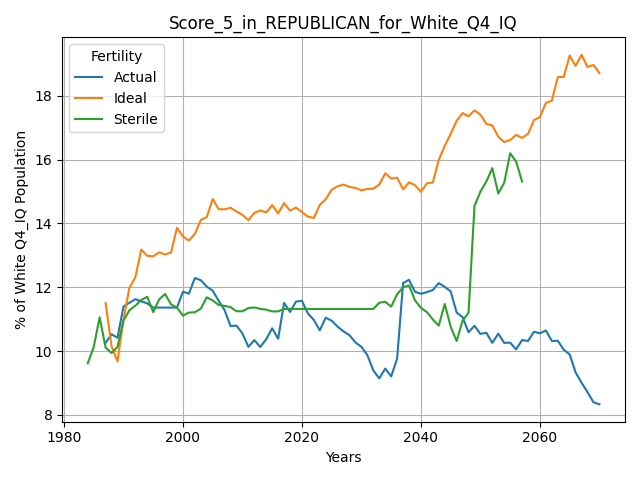 Score_5_in_REPUBLICAN_for_White_Q4_IQ
Fertility
Actual
Ideal
Sterile
% of White Q4_IQ Population
18
16
14
12
10
8
1980 2000 2020 2040 2060
Years